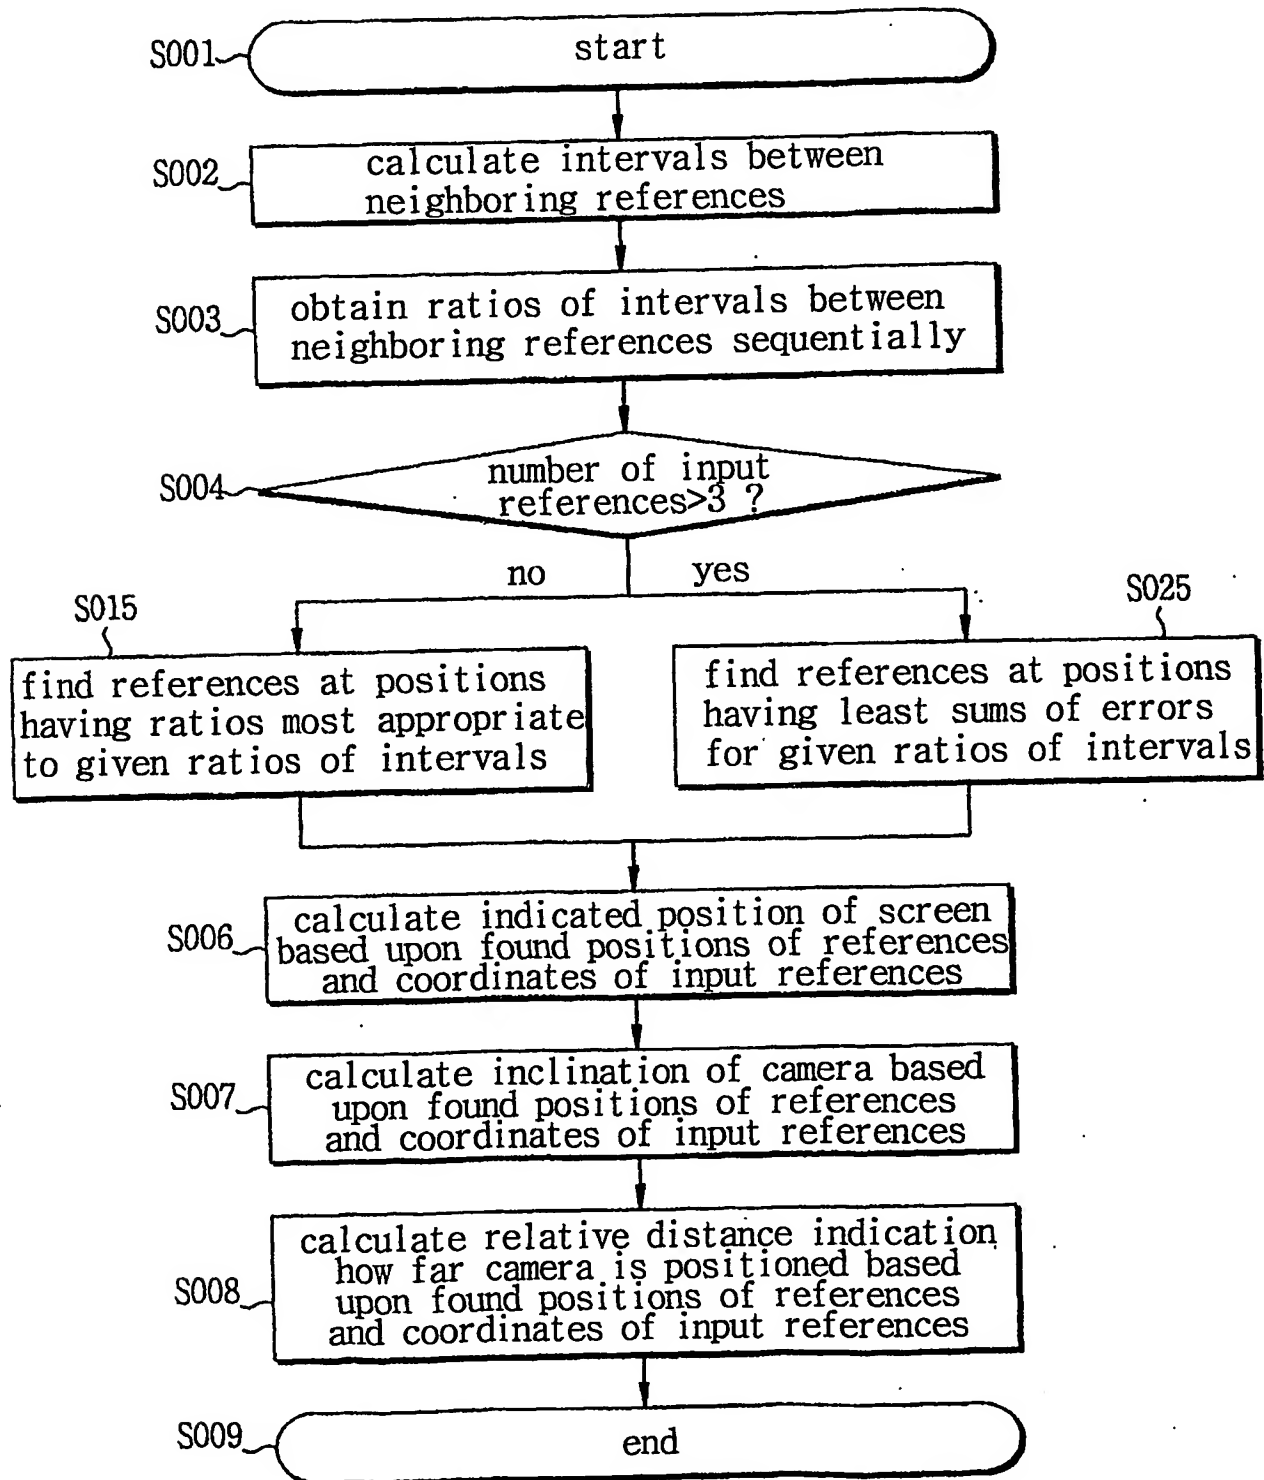 S001
start
S002
calculate intervals between
neighboring references
S003
obtain ratios of intervals between
neighboring references sequentially
S004
number of input
references>3 ?
no
yes
S015
find references at positions
having ratios most appropriate
to given ratios of intervals
S025
find references at positions
having least sums of errors
for given ratios of intervals
S006
calculate indicated position of screen
based upon found positions of references
and coordinates of input references
S007
calculate inclination of camera based
upon found positions of references
and coordinates of input references
S008
calculate relative distance indication
how far camera is positioned based
upon found positions of references
and coordinates of input references
S009
end